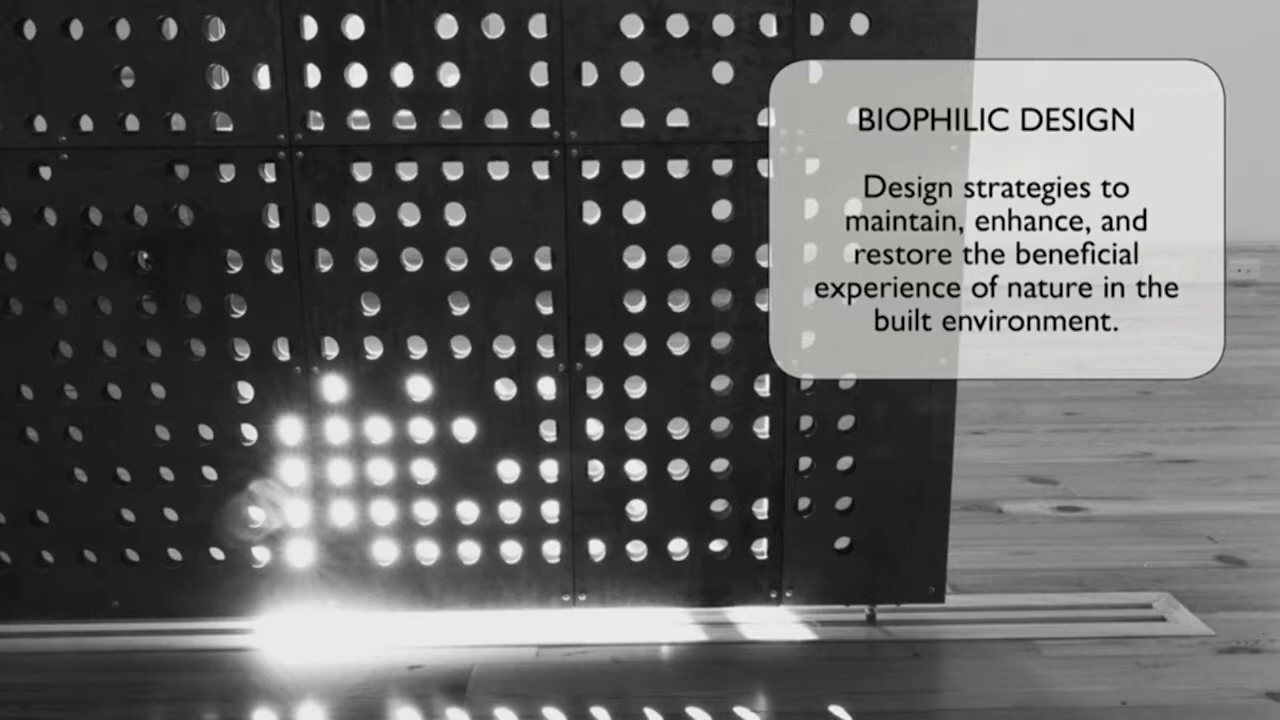 BIOPHILIC DESIGN
Design strategies to
maintain, enhance, and
restore the beneficial
experience of nature in the
built environment.